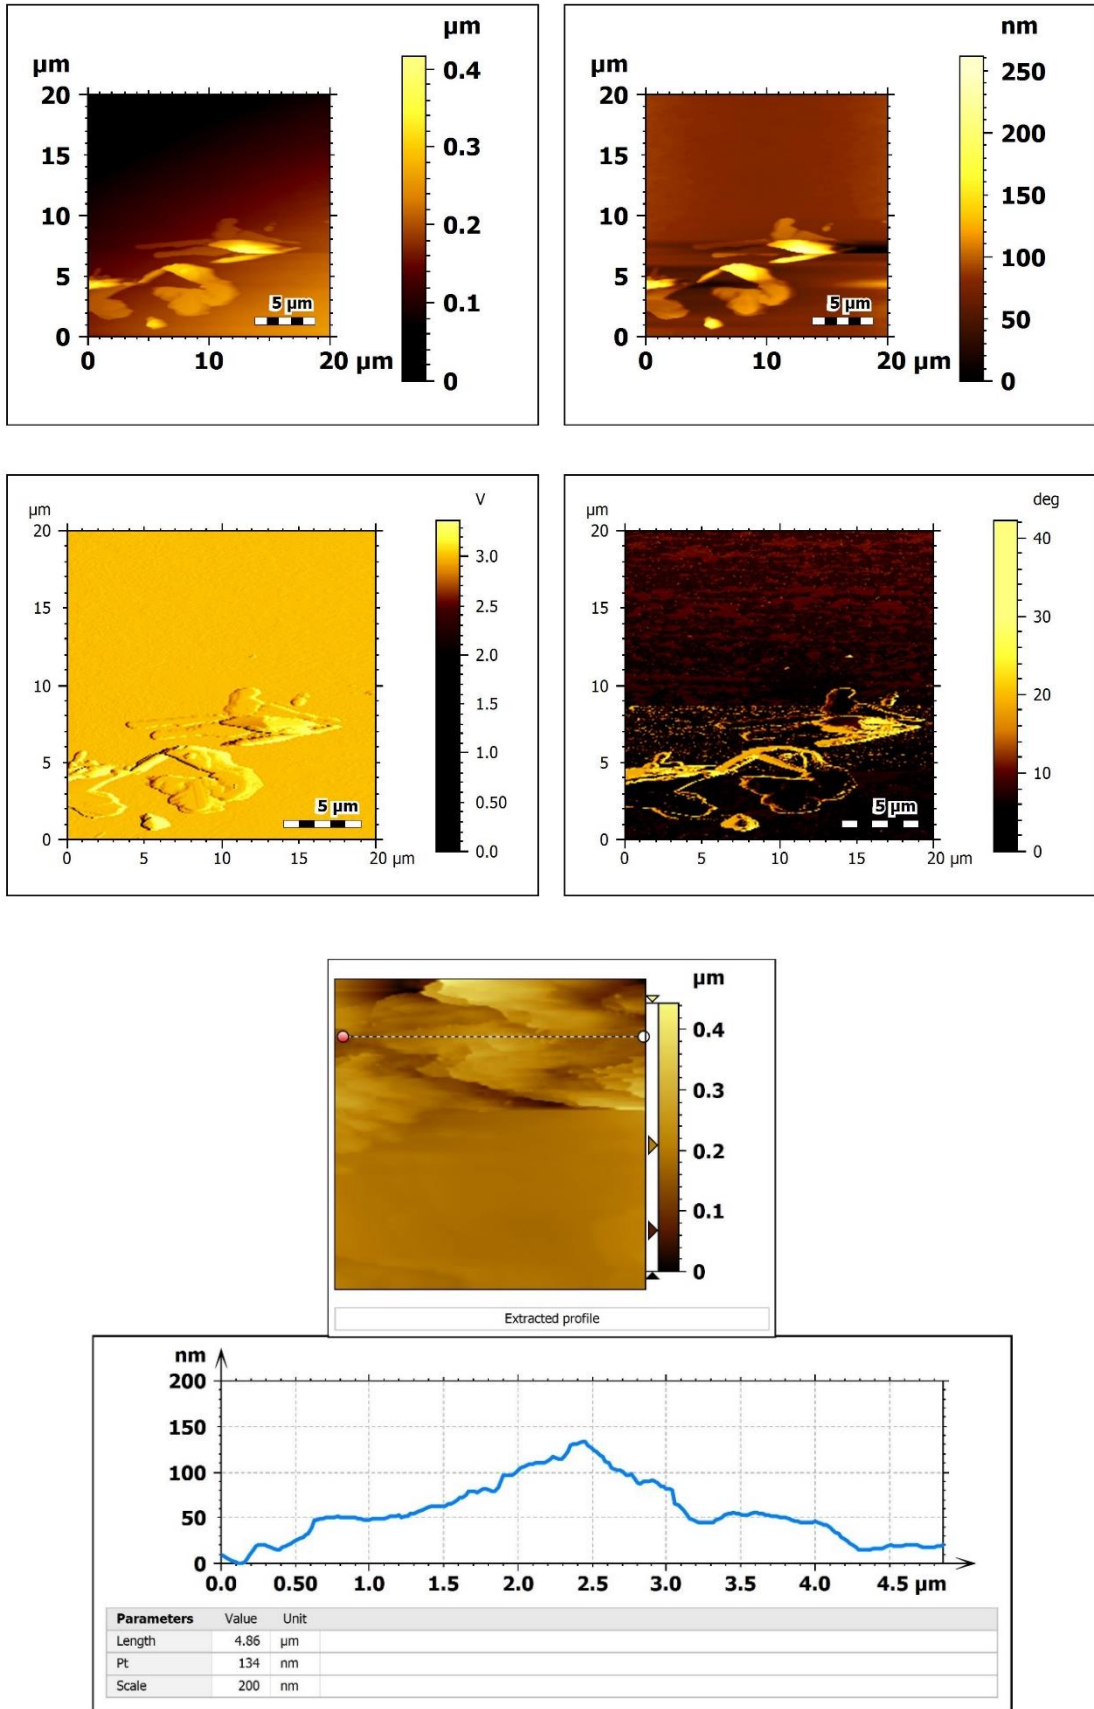 µm
µm
20
15
10
5
0
0 10 20 µm
5 µm
0.4
0.3
0.2
0.1
0
nm
µm
20
15
10
5
0
0 10 20 µm
5 µm
250
200
150
100
50
0
V
µm
20
15
10
5
0
0 5 10 15 20 µm
5 µm
3.0
2.5
2.0
1.5
1.0
0.50
0.0
deg
µm
20
15
10
5
0
0 5 10 15 20 µm
5 µm
40
30
20
10
0
µm
0.4
0.3
0.2
0.1
0
Extracted profile
nm
200
150
100
50
0
0.0 0.50 1.0 1.5 2.0 2.5 3.0 3.5 4.0 4.5 µm
Parameters Value Unit
Length 4.86 µm
Pt 134 nm
Scale 200 nm